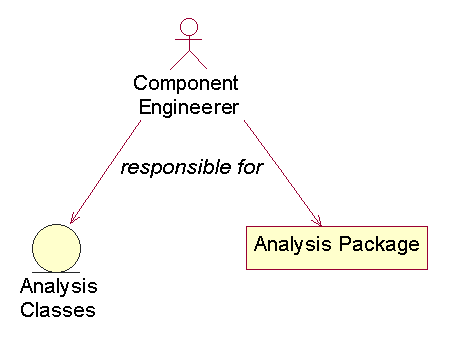 Component
Engineerer
responsible for
Analysis Package
Analysis
Classes